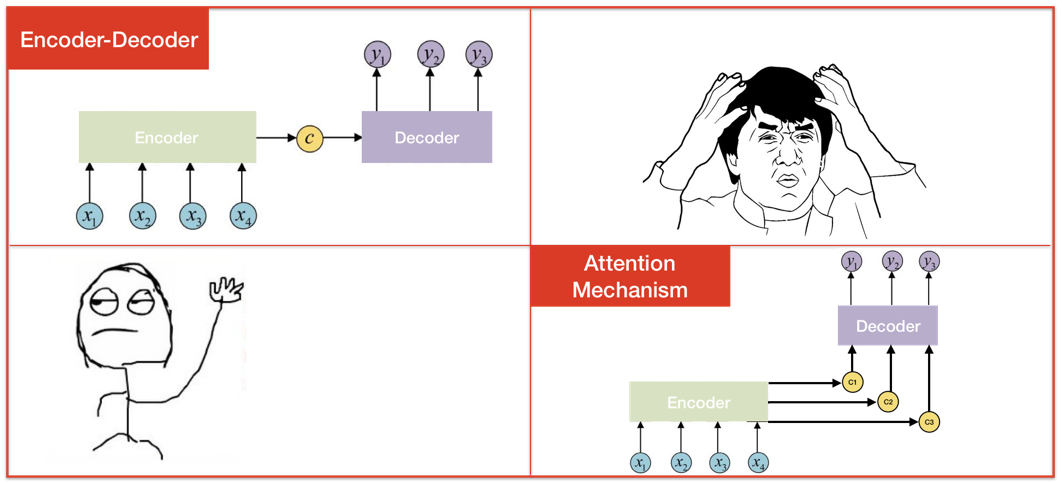 Encoder-Decoder
y1 y2 y3
Encoder
c
Decoder
x1 x2 x3 x4
Attention
Mechanism
y1 y2 y3
Decoder
C1
Encoder
C2
C3
x1 x2 x3 x4